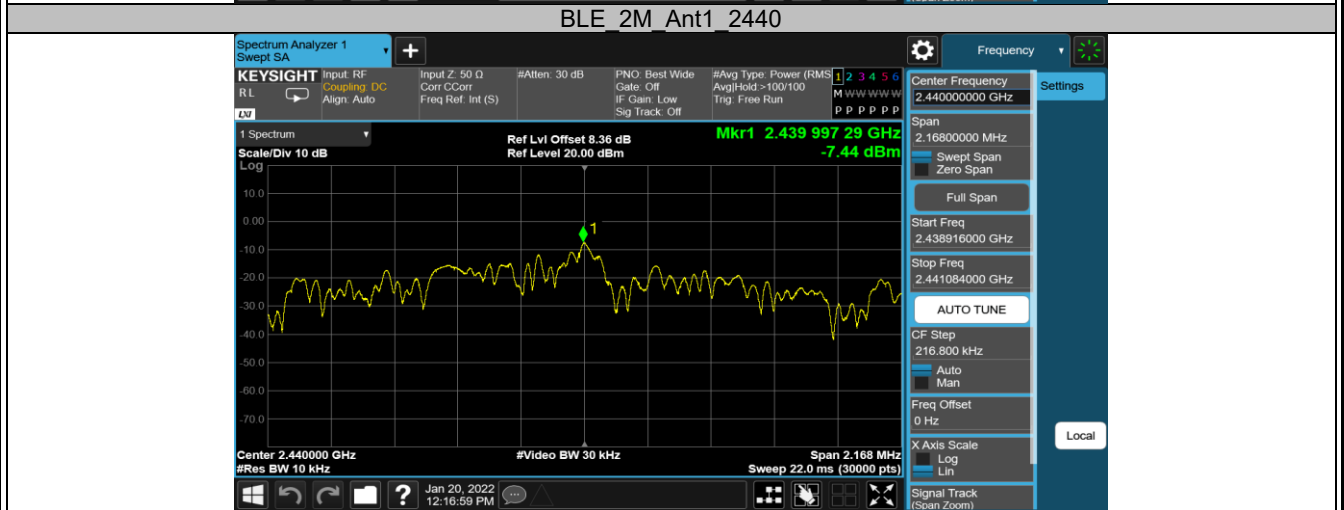 (Span Zoom)
BLE_2M_Ant1_2440
Spectrum Analyzer 1
Swept SA
+
Frequency
KEYSIGHT
RL
LXI
Input: RF
Coupling: DC
Align: Auto
Input Z: 50 Ω
Corr CCorr
Freq Ref: Int (S)
#Atten: 30 dB
PNO: Best Wide
Gate: Off
IF Gain: Low
Sig Track: Off
#Avg Type: Power (RMS
Avg|Hold:>100/100
Trig: Free Run
1 2 3 4 5 6
M W W W W W
P P P P P P
1 Spectrum
Scale/Div 10 dB
Log
Ref Lvl Offset 8.36 dB
Ref Level 20.00 dBm
Mkr1 2.439 997 29 GHz
-7.44 dBm
10.0
0.00
-10.0
-20.0
-30.0
-40.0
-50.0
-60.0
-70.0
1
Center 2.440000 GHz
#Res BW 10 kHz
#Video BW 30 kHz
Span 2.168 MHz
Sweep 22.0 ms (30000 pts)
Center Frequency
2.440000000 GHz
Span
2.16800000 MHz
Swept Span
Zero Span
Full Span
Start Freq
2.438916000 GHz
Stop Freq
2.441084000 GHz
AUTO TUNE
CF Step
216.800 kHz
Auto
Man
Freq Offset
0 Hz
X Axis Scale
Log
Lin
Signal Track
(Span Zoom)
Settings
Local
?
Jan 20, 2022
12:16:59 PM